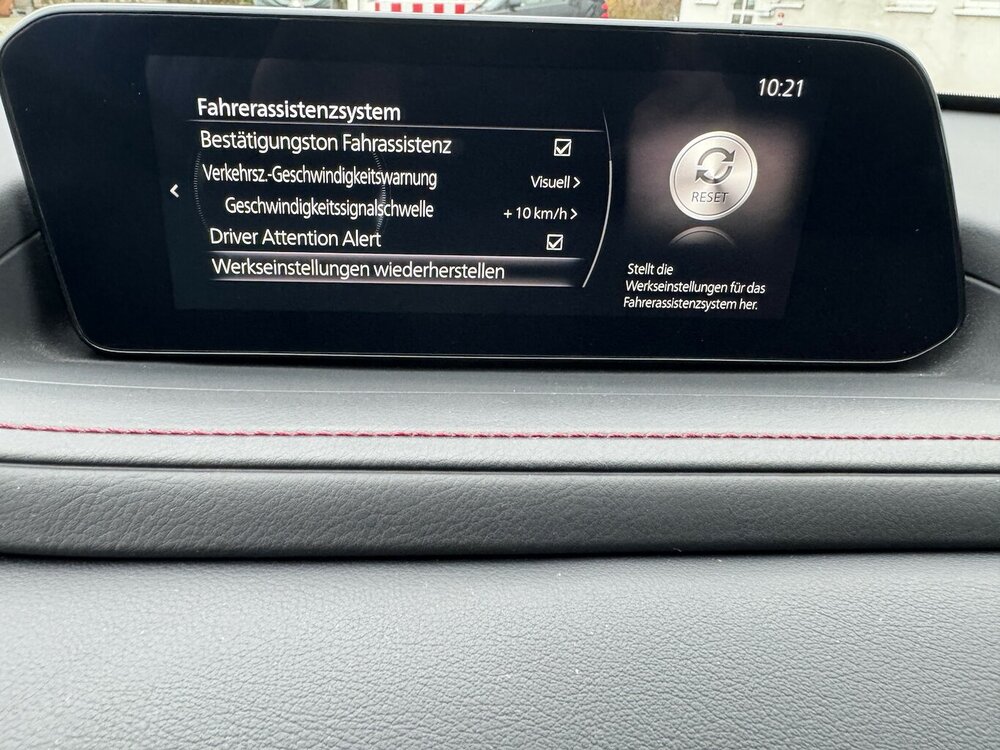 10:21
Fahrerassistenzsystem
Bestätigungston Fahrassistenz
Verkehrsz.-Geschwindigkeitswarnung Visuell >
Geschwindigkeitssignalschwelle + 10 km/h >
Driver Attention Alert
Werkseinstellungen wiederherstellen
RESET
Stellt die
Werkseinstellungen für das
Fahrerassistenzsystem her.